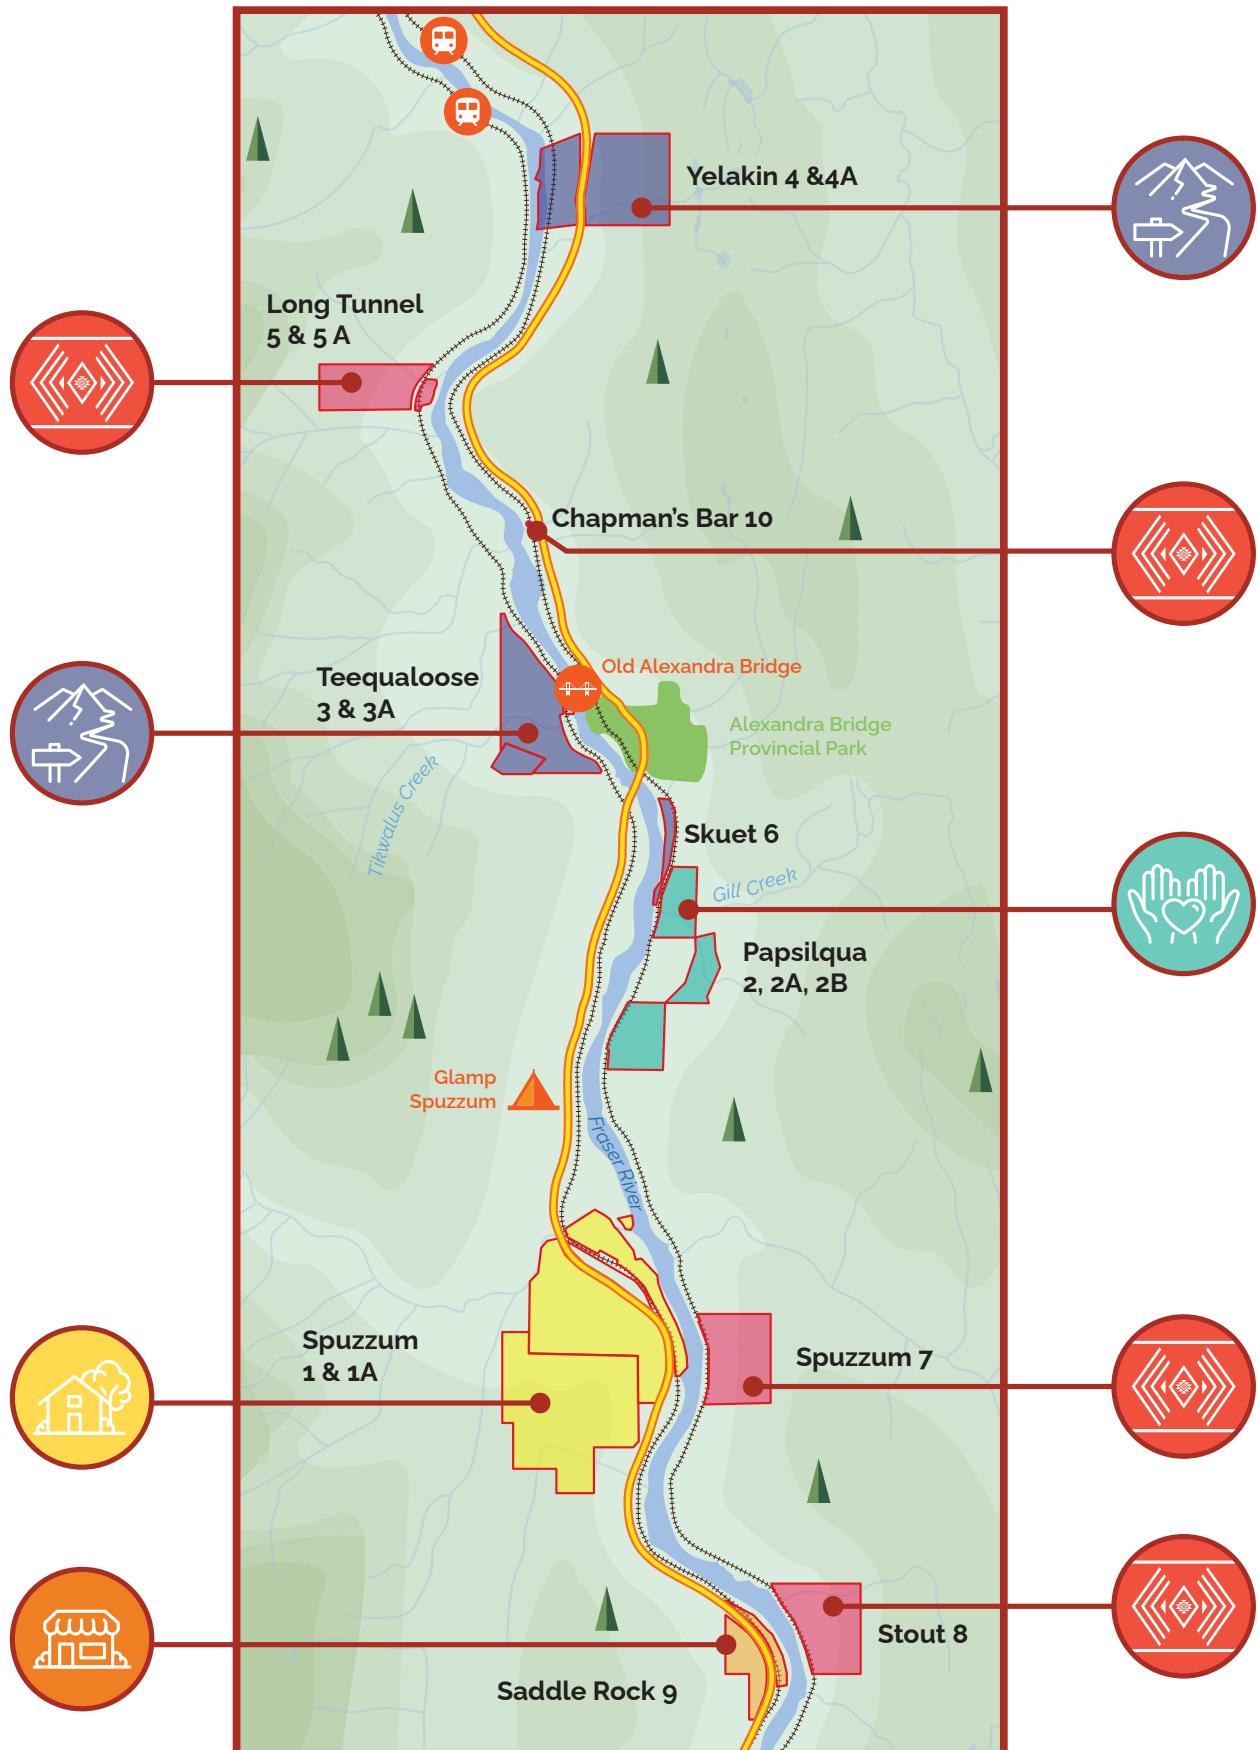 Yelakin 4 &4A
Long Tunnel
5 & 5 A
Chapman's Bar 10
Old Alexandra Bridge
Teequaloose
3 & 3A
Alexandra Bridge
Provincial Park
Tikwalus Creek
Skuet 6
Gill Creek
Papsilqua
2, 2A, 2B
Glamp
Spuzzum
Fraser River
Spuzzum
1 & 1A
Spuzzum 7
Stout 8
Saddle Rock 9